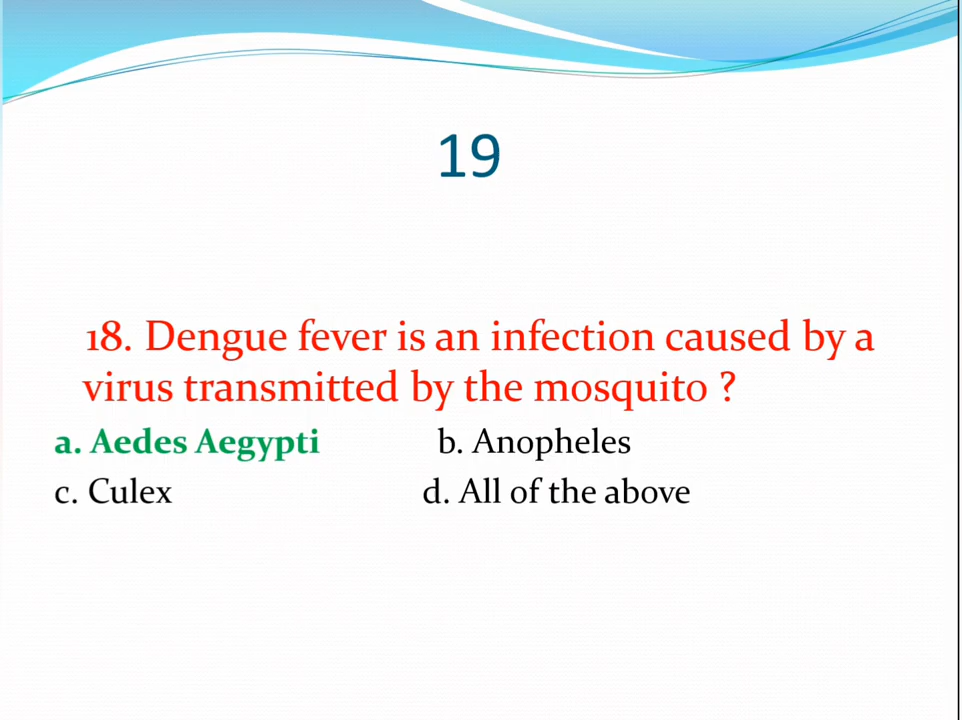 19
18. Dengue fever is an infection caused by a
virus transmitted by the mosquito ?
a. Aedes Aegypti b. Anopheles
c. Culex d. All of the above